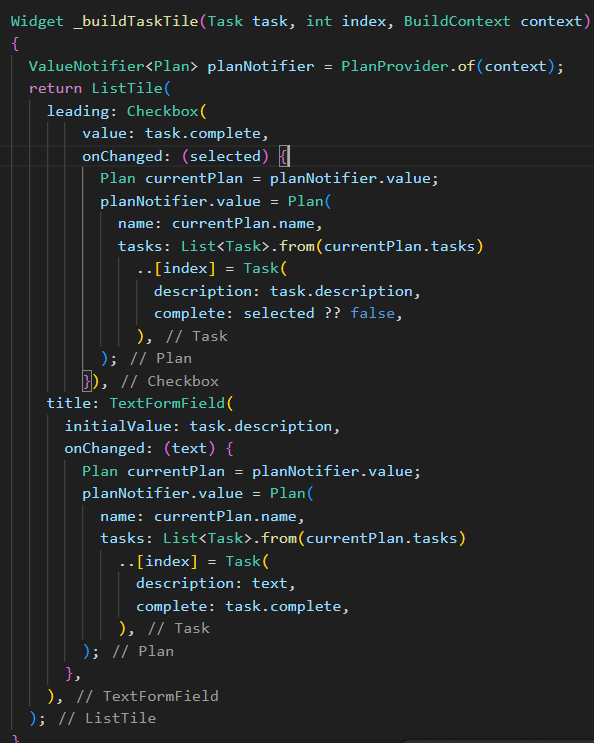 Widget _buildTaskTile(Task task, int index, BuildContext context)
{
ValueNotifier<Plan> planNotifier = PlanProvider.of(context);
return ListTile(
leading: Checkbox(
value: task.complete,
onChanged: (selected) {
Plan currentPlan = planNotifier.value;
planNotifier.value = Plan(
name: currentPlan.name,
tasks: List<Task>.from(currentPlan.tasks)
..[index] = Task(
description: task.description,
complete: selected ?? false,
), // Task
); // Plan
}), // Checkbox
title: TextFormField(
initialValue: task.description,
onChanged: (text) {
Plan currentPlan = planNotifier.value;
planNotifier.value = Plan(
name: currentPlan.name,
tasks: List<Task>.from(currentPlan.tasks)
..[index] = Task(
description: text,
complete: task.complete,
), // Task
); // Plan
},
), // TextFormField
); // ListTile
}